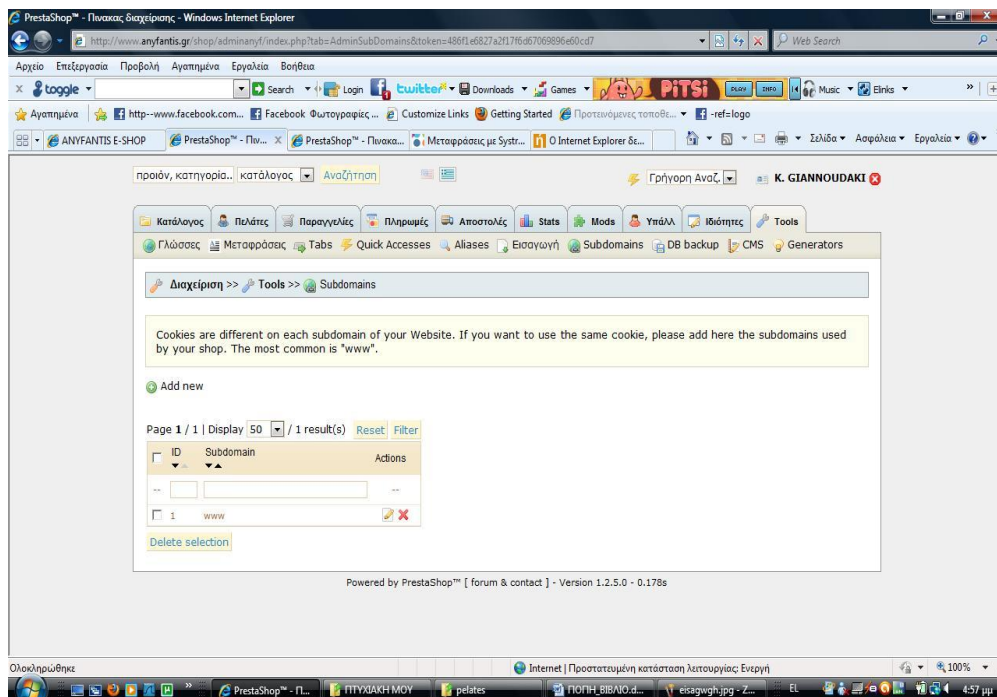 PrestaShop™ - Πινακας διαχείρισης - Windows Internet Explorer
http://www.anyfantis.gr/shop/adminanyf/index.php?tab=AdminSubDomains&token=486f1e6827a2f17f6d67069896e60cd7
Web Search
Αρχείο Επεξεργασία Προβολή Αγαπημένα Εργαλεία Βοήθεια
x toggle Search Login twitter Downloads Games PiTSi PLAY INFO Music Elinks »
Αγαπημένα http--www.facebook.com... Facebook Φωτογραφίες ... Customize Links Getting Started Προτεινόμενες τοποθε... -ref=logo
ANYFANTIS E-SHOP PrestaShop™ - Πιν... X PrestaShop™ - Πινακα... Μεταφράσεις με Systr... Ο Internet Explorer δε... Σελίδα Ασφάλεια Εργαλεία
προιόν, κατηγορία.. κατάλογος Αναζήτηση Γρήγορη Αναζ. K. GIANNOUDAKI
Κατάλογος Πελάτες Παραγγελίες Πληρωμές Αποστολές Stats Mods Υπάλλ Ιδιότητες Tools
Γλώσσες Μεταφράσεις Tabs Quick Accesses Aliases Εισαγωγή Subdomains DB backup CMS Generators
Διαχείριση >> Tools >> Subdomains
Cookies are different on each subdomain of your Website. If you want to use the same cookie, please add here the subdomains used
by your shop. The most common is "www".
Add new
Page 1 / 1 | Display 50 / 1 result(s) Reset Filter
ID Subdomain Actions
-- --
1 www
Delete selection
Powered by PrestaShop™ [ forum & contact ] - Version 1.2.5.0 - 0.178s
Ολοκληρώθηκε Internet | Προστατευμένη κατάσταση λειτουργίας: Ενεργή 100%
» PrestaShop™ - Π... ΠΤΥΧΙΑΚΗ ΜΟΥ pelates ΠΟΠΗ_ΒΙΒΛΙΟ.d... eisagwgh.jpg - Z... EL 4:57 μμ